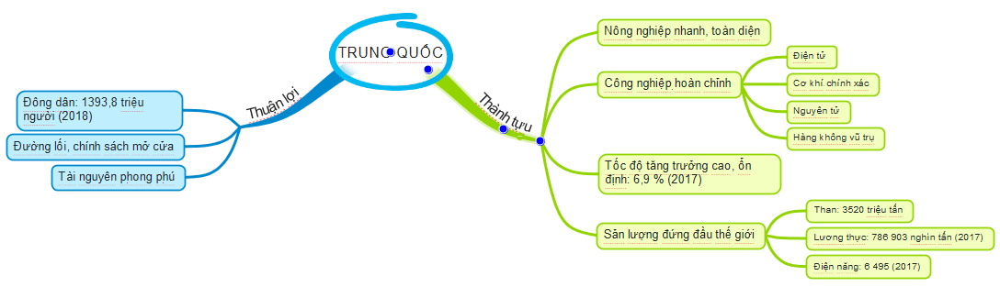 TRUNG QUỐC
Thuận lợi
Đông dân: 1393,8 triệu
người (2018)
Đường lối, chính sách mở cửa
Tài nguyên phong phú
Thành tựu
Nông nghiệp nhanh, toàn diện
Công nghiệp hoàn chỉnh
Điện tử
Cơ khí chính xác
Nguyên tử
Hàng không vũ trụ
Tốc độ tăng trưởng cao, ổn
định: 6,9 % (2017)
Sản lượng đứng đầu thế giới
Than: 3520 triệu tấn
Lương thực: 786 903 nghìn tấn (2017)
Điện năng: 6 495 (2017)